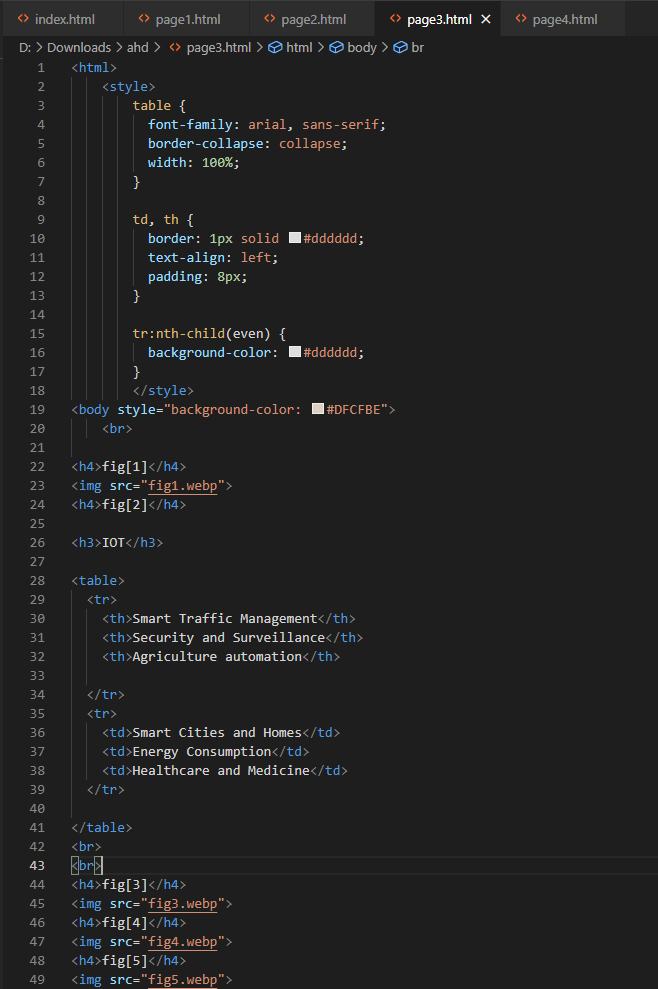 index.html page1.html page2.html page3.html page4.html
D: > Downloads > ahd > page3.html > html > body > br
1 <html>
2 <style>
3 table {
4 font-family: arial, sans-serif;
5 border-collapse: collapse;
6 width: 100%;
7 }
8
9 td, th {
10 border: 1px solid #dddddd;
11 text-align: left;
12 padding: 8px;
13 }
14
15 tr:nth-child(even) {
16 background-color: #dddddd;
17 }
18 </style>
19 <body style="background-color: #DFCFBE">
20 <br>
21
22 <h4>fig[1]</h4>
23 <img src="fig1.webp">
24 <h4>fig[2]</h4>
25
26 <h3>IOT</h3>
27
28 <table>
29 <tr>
30 <th>Smart Traffic Management</th>
31 <th>Security and Surveillance</th>
32 <th>Agriculture automation</th>
33
34 </tr>
35 <tr>
36 <td>Smart Cities and Homes</td>
37 <td>Energy Consumption</td>
38 <td>Healthcare and Medicine</td>
39 </tr>
40
41 </table>
42 <br>
43 <br>
44 <h4>fig[3]</h4>
45 <img src="fig3.webp">
46 <h4>fig[4]</h4>
47 <img src="fig4.webp">
48 <h4>fig[5]</h4>
49 <img src="fig5.webp">